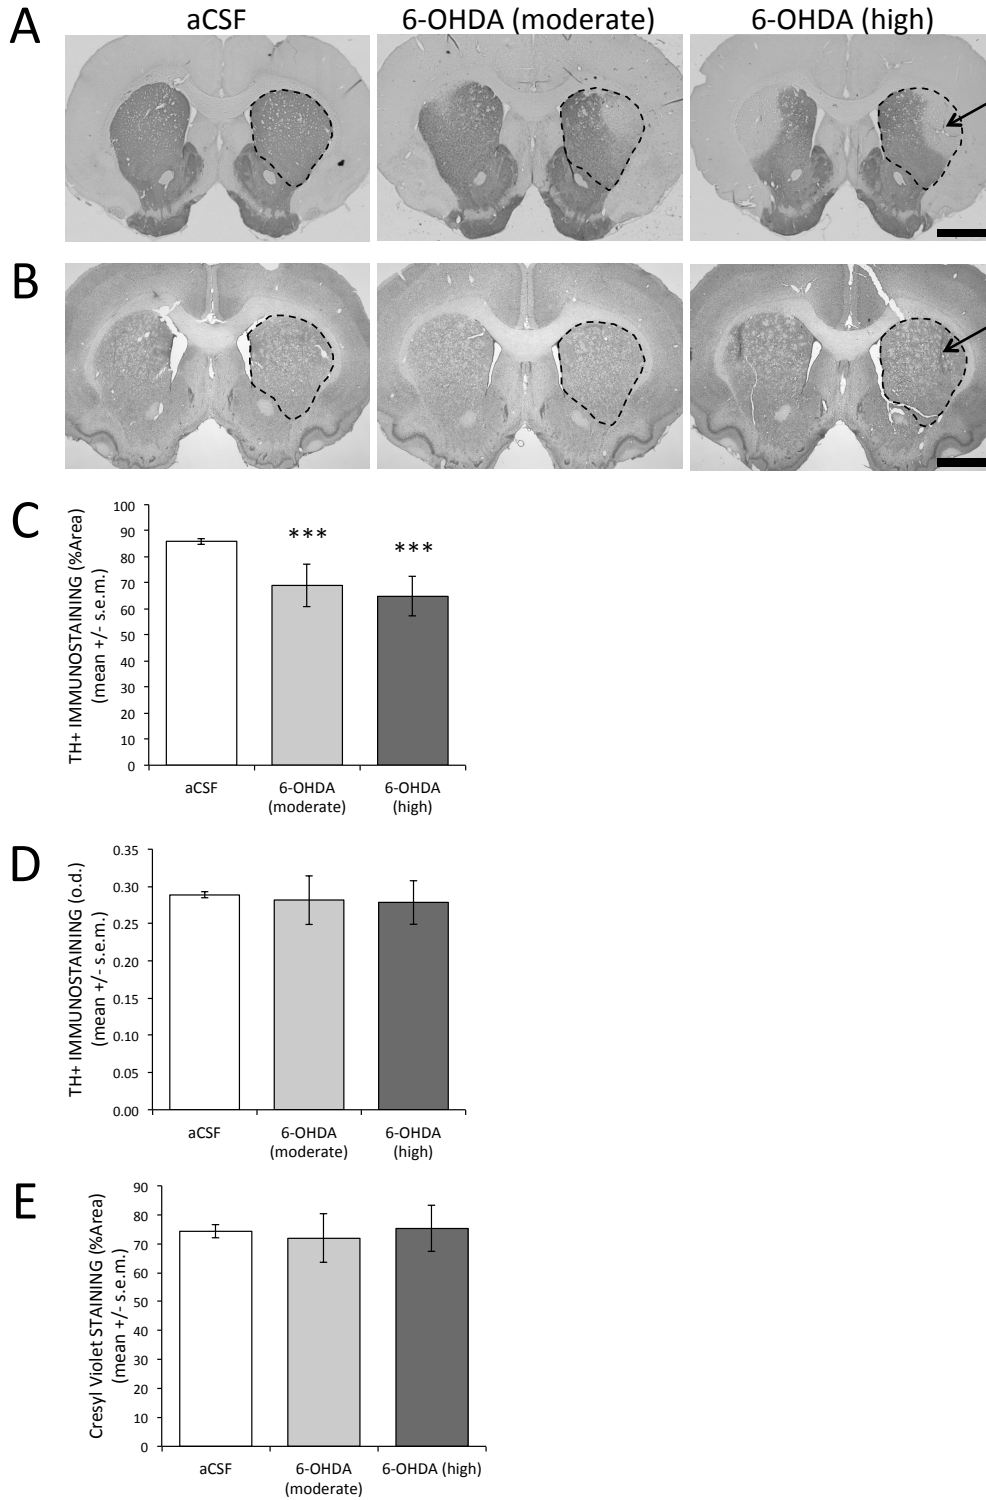 A
aCSF
6-OHDA (moderate)
6-OHDA (high)
B
C
TH+ IMMUNOSTAINING (%Area)
(mean +/- s.e.m.)
100
90
80
70
60
50
40
30
20
10
0
***
***
aCSF
6-OHDA
(moderate)
6-OHDA
(high)
D
TH+ IMMUNOSTAINING (o.d.)
(mean +/- s.e.m.)
0.35
0.30
0.25
0.20
0.15
0.10
0.05
0.00
aCSF
6-OHDA
(moderate)
6-OHDA
(high)
E
Cresyl Violet STAINING (%Area)
(mean +/- s.e.m.)
90
80
70
60
50
40
30
20
10
0
aCSF
6-OHDA
(moderate)
6-OHDA (high)